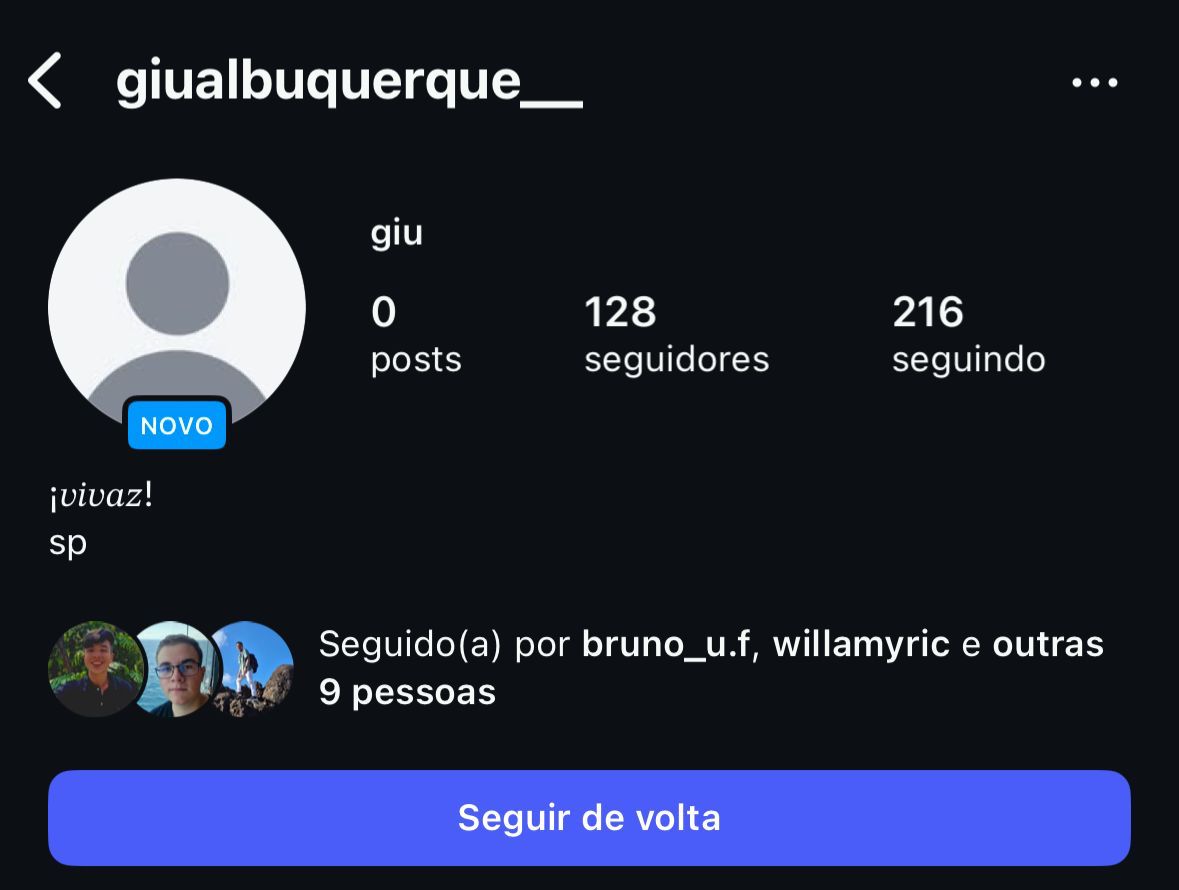 giualbuquerque__
giu
0 128 216
posts seguidores seguindo
NOVO
¡vivaz!
sp
Seguido(a) por bruno_u.f, willamyric e outras
9 pessoas
Seguir de volta